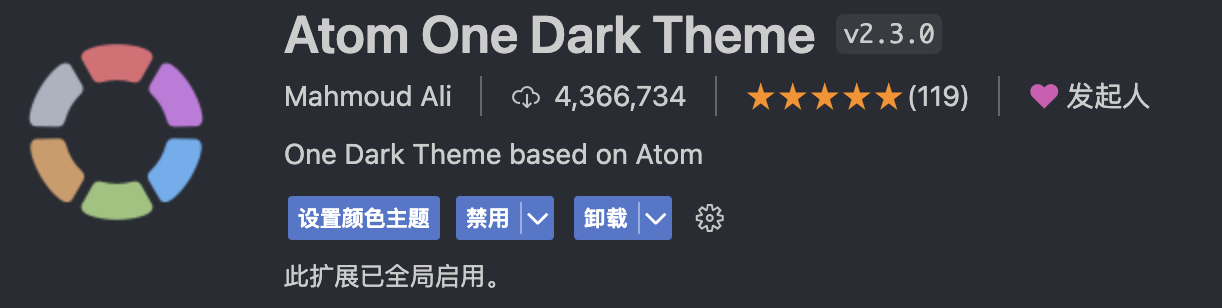 Atom One Dark Theme v2.3.0
Mahmoud Ali 4,366,734 (119) 发起人
One Dark Theme based on Atom
设置颜色主题 禁用 卸载
此扩展已全局启用。